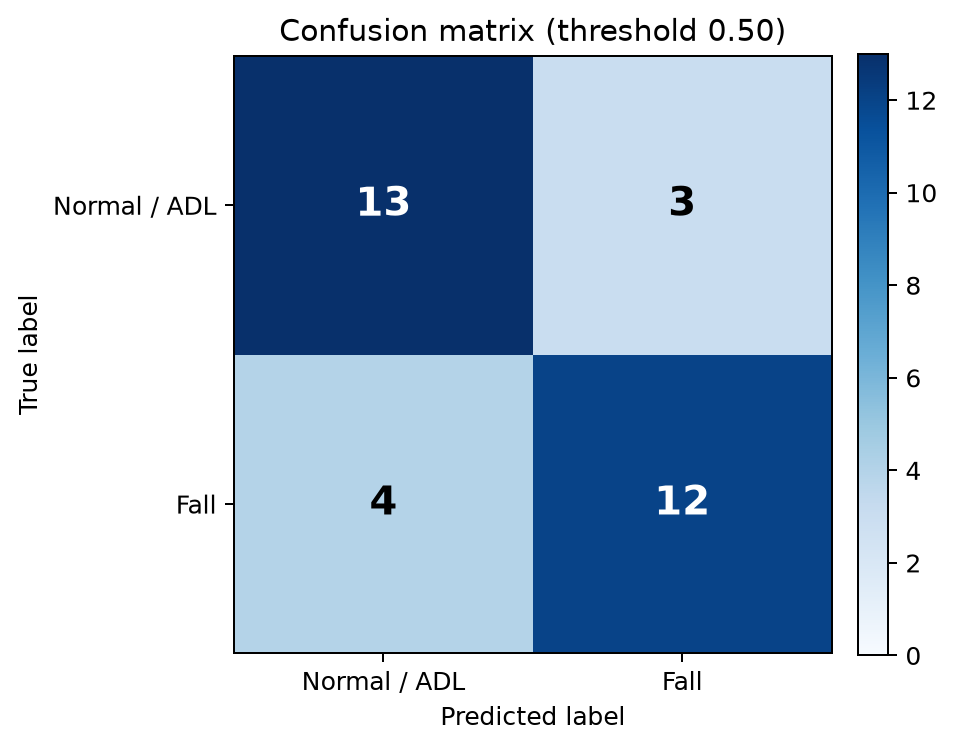 Confusion matrix (threshold 0.50)
True label
Normal / ADL
Fall
13
3
4
12
Normal / ADL
Fall
Predicted label
12
10
8
6
4
2
0